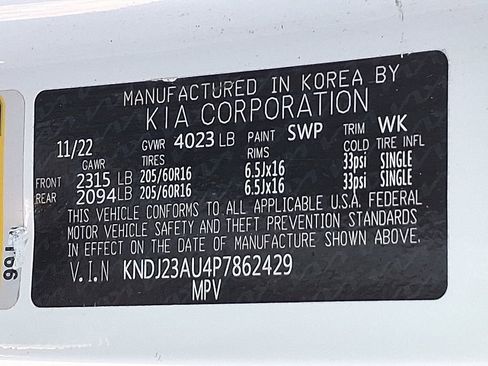 MANUFACTURED IN KOREA BY
KIA CORPORATION
11/22 GVWR 4023 LB PAINT SWP TRIM WK
GAWR TIRES RIMS COLD TIRE INFL
FRONT 2315 LB 205/60R16 6.5Jx16 33psi SINGLE
REAR 2094 LB 205/60R16 6.5Jx16 33psi SINGLE
THIS VEHICLE CONFORMS TO ALL APPLICABLE U.S.A. FEDERAL
MOTOR VEHICLE SAFETY AND THEFT PREVENTION STANDARDS
IN EFFECT ON THE DATE OF MANUFACTURE SHOWN ABOVE.
V.I.N KNDJ23AU4P7862429
MPV